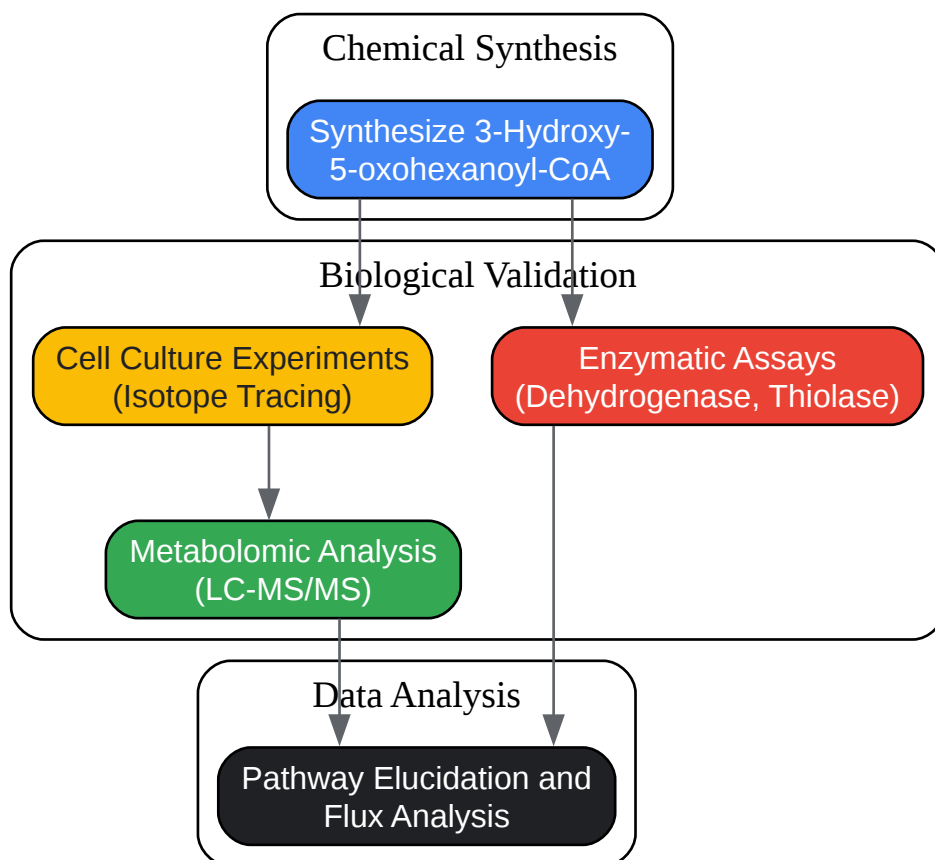 Chemical Synthesis
Synthesize 3-Hydroxy-
5-oxohexanoyl-CoA
Biological Validation
Cell Culture Experiments
(Isotope Tracing)
Enzymatic Assays
(Dehydrogenase, Thiolase)
Metabolomic Analysis
(LC-MS/MS)
Data Analysis
Pathway Elucidation and
Flux Analysis